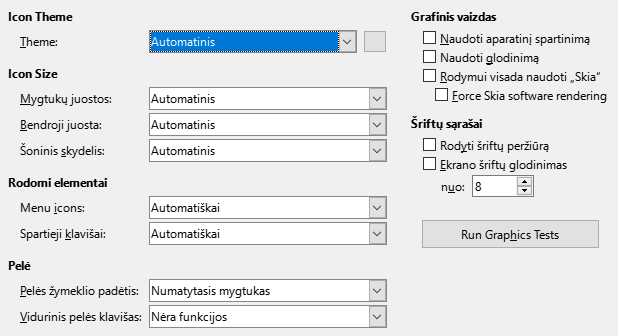 Icon Theme
Theme: Automatinis
Icon Size
Mygtukų juostos: Automatinis
Bendroji juosta: Automatinis
Šoninis skydelis: Automatinis
Rodomi elementai
Menu icons: Automatiškai
Spartieji klavišai: Automatiškai
Pelė
Pelės žymeklio padėtis: Numatytasis mygtukas
Vidurinis pelės klavišas: Nėra funkcijos
Grafinis vaizdas
Naudoti aparatinį spartinimą
Naudoti glodinimą
Rodymui visada naudoti „Skia“
Force Skia software rendering
Šriftų sąrašai
Rodyti šriftų peržiūrą
Ekrano šriftų glodinimas
nuo: 8
Run Graphics Tests